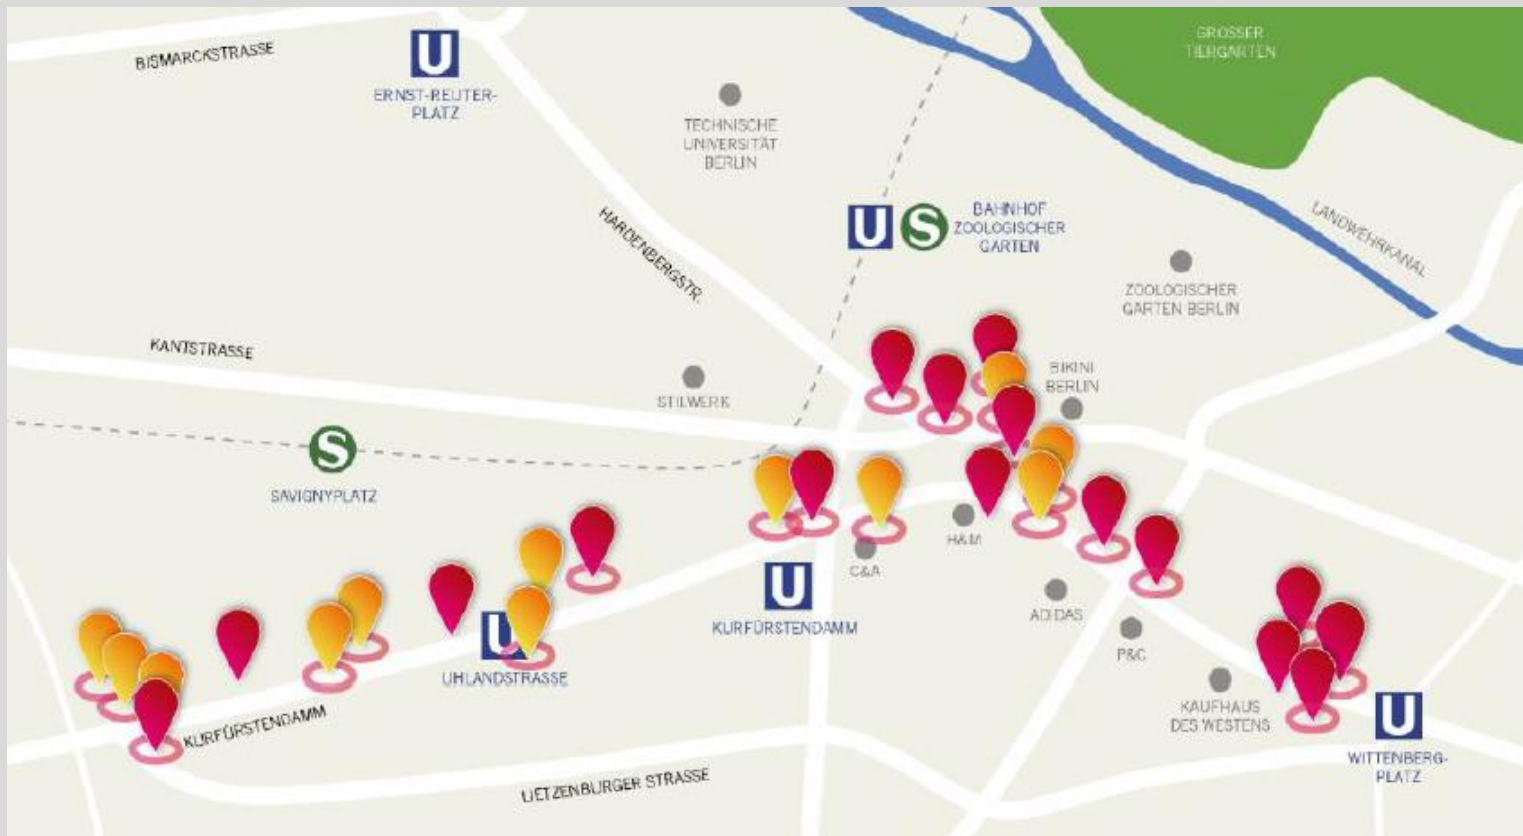 GROSSER
TIERGARTEN
BISMARCKSTRASSE
U
ERNST-REUTER-
PLATZ
TECHNISCHE
UNIVERSITÄT
BERLIN
HARDENBERGSTR.
U
S
BAHNHOF
ZOOLOGISCHER
GARTEN
LANDWEHRKANAL
ZOOLOGISCHER
GARTEN BERLIN
KANTSTRASSE
STILWERK
BIKINI
BERLIN
S
SAVIGNYPLATZ
H&M
C&A
U
KURFÜRSTENDAMM
ADIDAS
P&C
U
UHLANDSTRASSE
KURFÜRSTENDAMM
KAUFHAUS
DES WESTENS
U
WITTENBERG-
PLATZ
LIETZENBURGER STRASSE